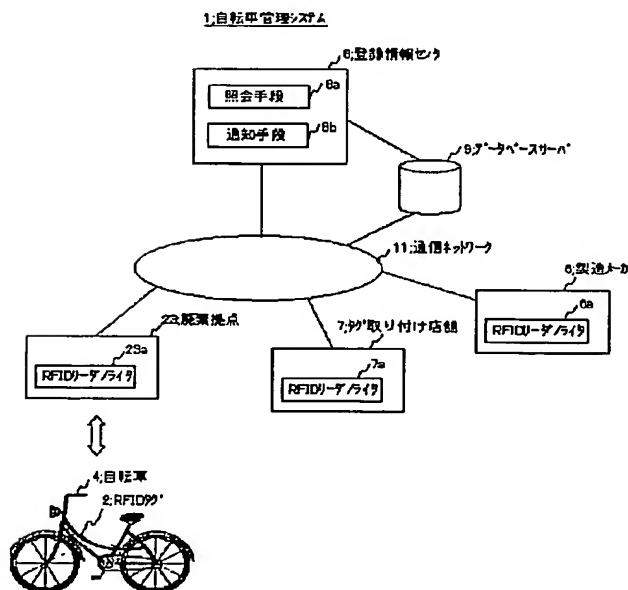 1;自転車管理システム
8;登録情報センタ
照会手段
8a
通知手段
8b
9;データベースサーバ
11;通信ネットワーク
6;製造メーカ
RFIDリーダ/ライタ
6a
23;廃棄拠点
RFIDリーダ/ライタ
23a
7;タグ取り付け店舗
RFIDリーダ/ライタ
7a
4;自転車
2;RFIDタグ